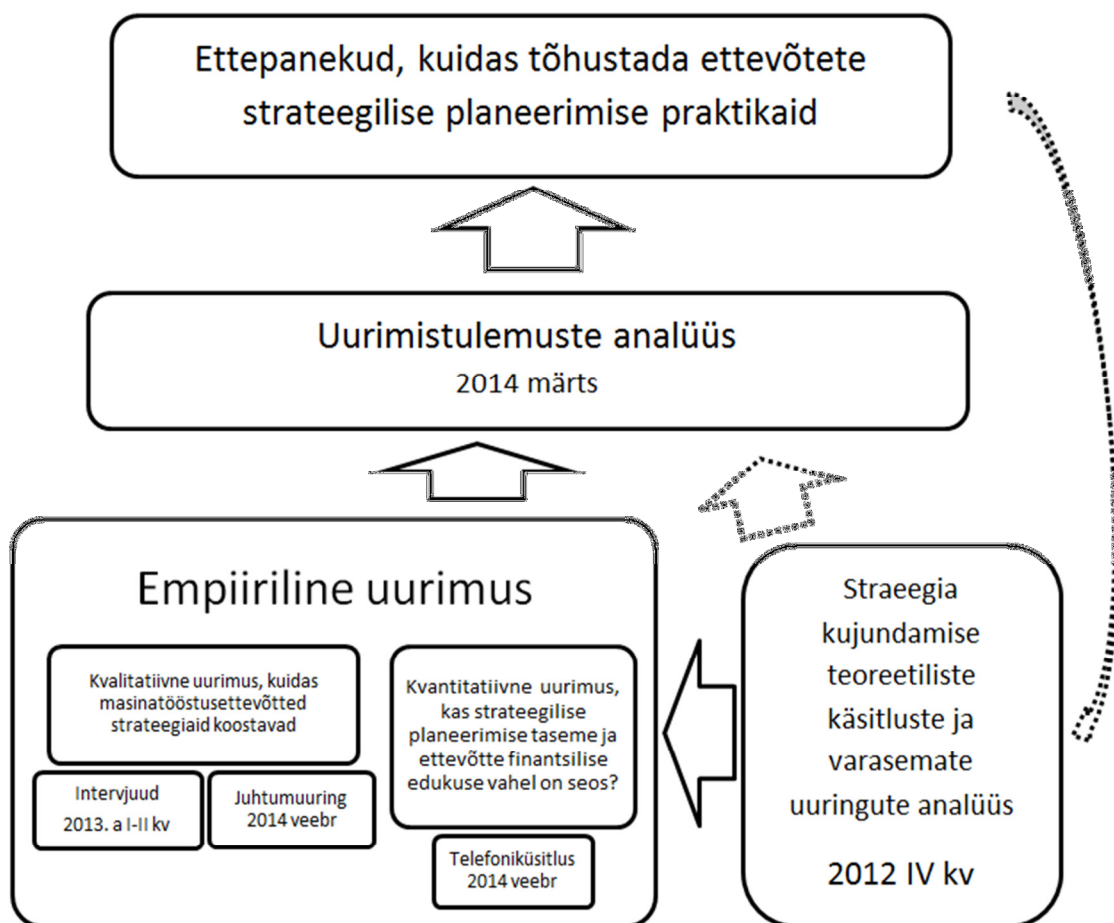 Ettepanekud, kuidas tõhustada ettevõtete
strateegilise planeerimise praktikaid
Uurimistulemuste analüüs
2014 märts
Empiiriline uurimus
Kvalitatiivne uurimus, kuidas
masinatööstusettevõtted
strateegiaid koostavad
Intervjuud
2013. a I-II kv
Juhtumuuring
2014 veebr
Kvantitatiivne uurimus,
kas strateegilise
planeerimise taseme ja
ettevõtte finantsilise
edukuse vahel on seos?
Telefoniküsitlus
2014 veebr
Straeegia
kujundamise
teoreetiliste
käsitluste ja
varasemate
uuringute analüüs
2012 IV kv